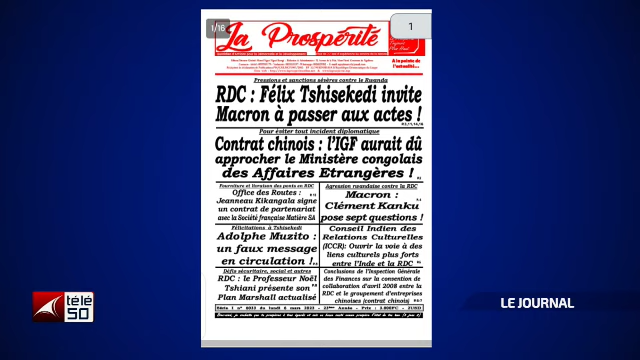 1/16
1
La Prospérité
A la pointe de
l'actualité...
Pressions et sanctions sévères contre le Rwanda
RDC : Félix Tshisekedi invite
Macron à passer aux actes !
Pour éviter tout incident diplomatique
Contrat chinois : l'IGF aurait dû
approcher le Ministère congolais
des Affaires Etrangères !
Fourniture et livraison des ponts en RDC
Office des Routes :
Jeanneau Kikangala signe
un contrat de partenariat
avec la Société française Matière SA
Agression rwandaise contre la RDC
Macron :
Clément Kanku
pose sept questions !
Félicitations à Tshisekedi
Adolphe Muzito :
un faux message
en circulation !
Conseil Indien des
Relations Culturelles
(ICCR): Ouvrir la voie à des
liens culturels plus forts
entre l'Inde et la RDC
Défis sécuritaire, social et autres
RDC : le Professeur Noël
Tshiani présente son
Plan Marshall actualisé
Conclusions de l'Inspection Générale
des Finances sur la convention de
collaboration d'avril 2008 entre la
RDC et le groupement d'entreprises
chinoises (contrat chinois)
télé
50
LE JOURNAL